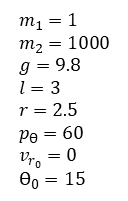 m₁ = 1
m₂ = 1000
g = 9.8
l = 3
r = 2.5
p_θ = 60
v_{r₀} = 0
θ₀ = 15